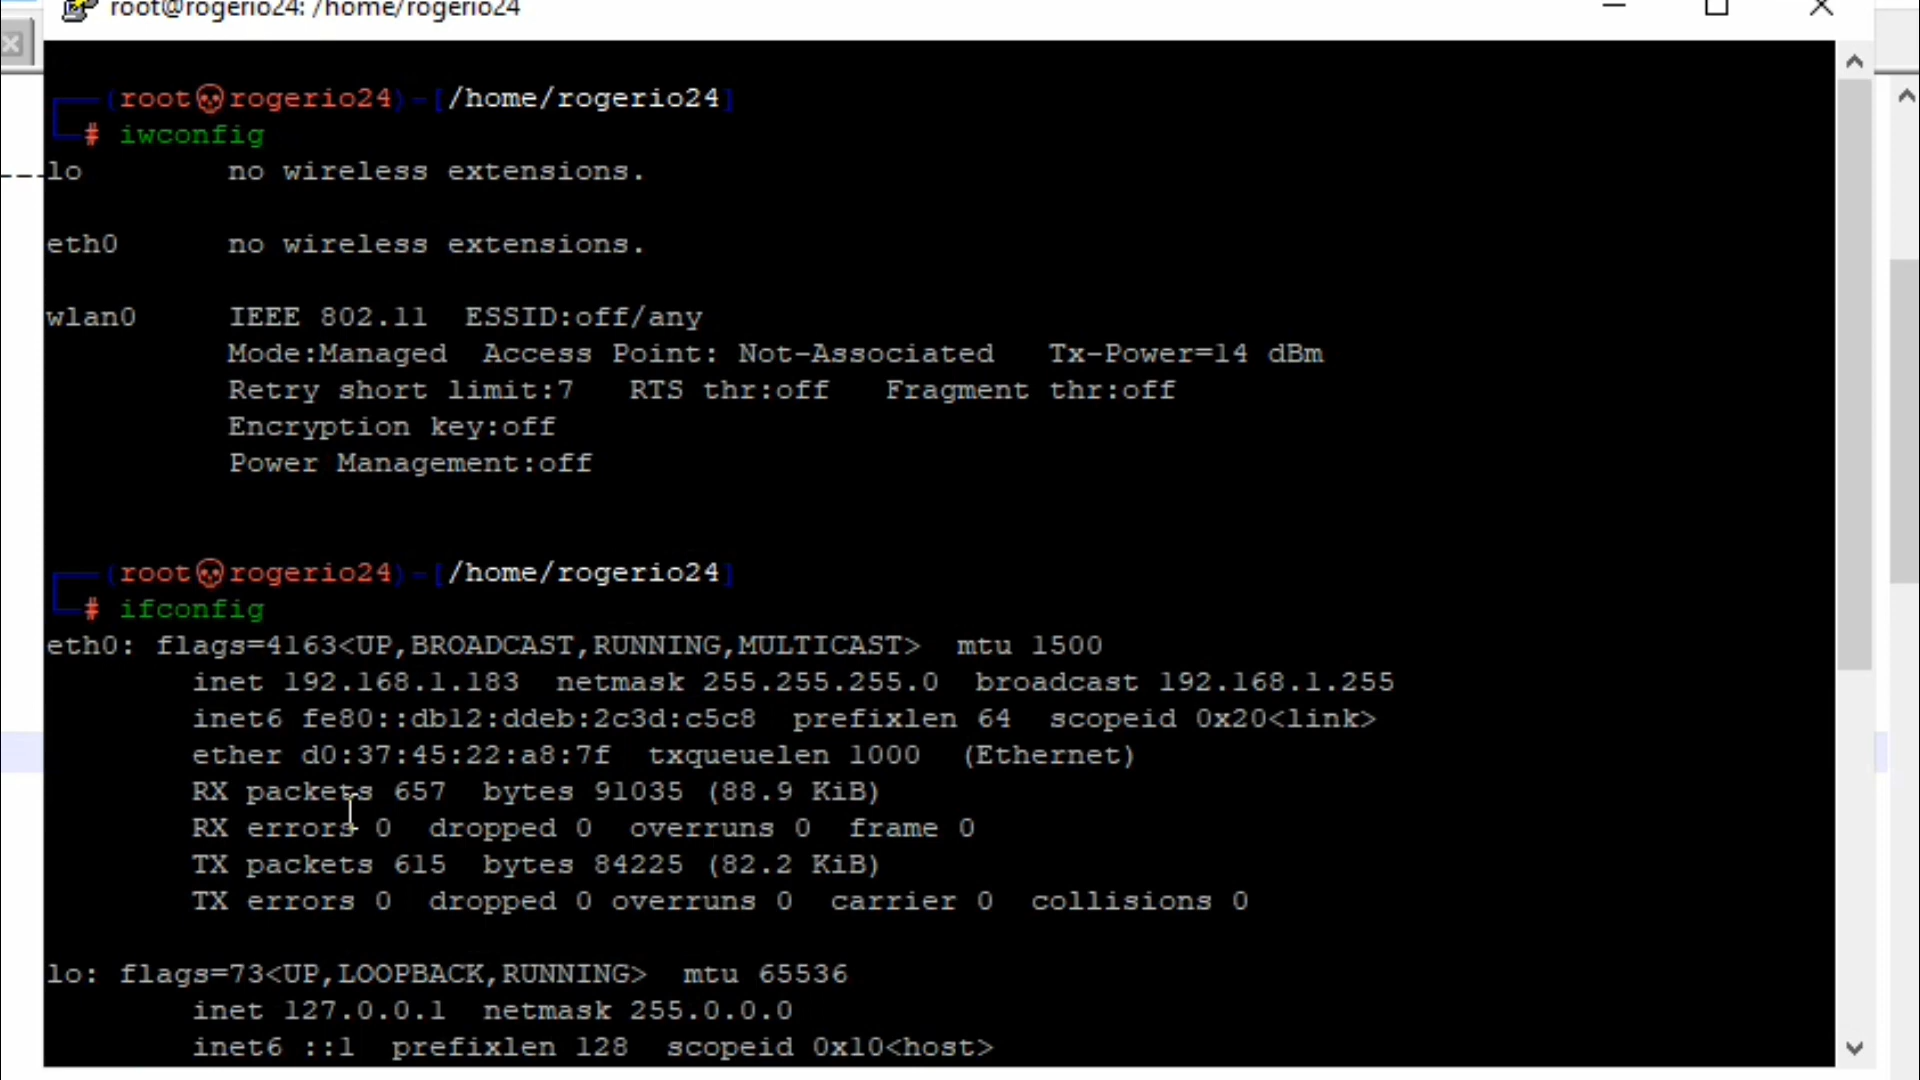 root@rogerio24: /home/rogerio24
(root💀rogerio24)-[/home/rogerio24]
# iwconfig
lo        no wireless extensions.
eth0      no wireless extensions.
wlan0     IEEE 802.11  ESSID:off/any
Mode:Managed  Access Point: Not-Associated   Tx-Power=14 dBm
Retry short limit:7   RTS thr:off   Fragment thr:off
Encryption key:off
Power Management:off
(root💀rogerio24)-[/home/rogerio24]
# ifconfig
eth0: flags=4163<UP,BROADCAST,RUNNING,MULTICAST>  mtu 1500
inet 192.168.1.183  netmask 255.255.255.0  broadcast 192.168.1.255
inet6 fe80::db12:ddeb:2c3d:c5c8  prefixlen 64  scopeid 0x20<link>
ether d0:37:45:22:a8:7f  txqueuelen 1000  (Ethernet)
RX packets 657  bytes 91035 (88.9 KiB)
RX errors 0  dropped 0  overruns 0  frame 0
TX packets 615  bytes 84225 (82.2 KiB)
TX errors 0  dropped 0 overruns 0  carrier 0  collisions 0
lo: flags=73<UP,LOOPBACK,RUNNING>  mtu 65536
inet 127.0.0.1  netmask 255.0.0.0
inet6 ::1  prefixlen 128  scopeid 0x10<host>